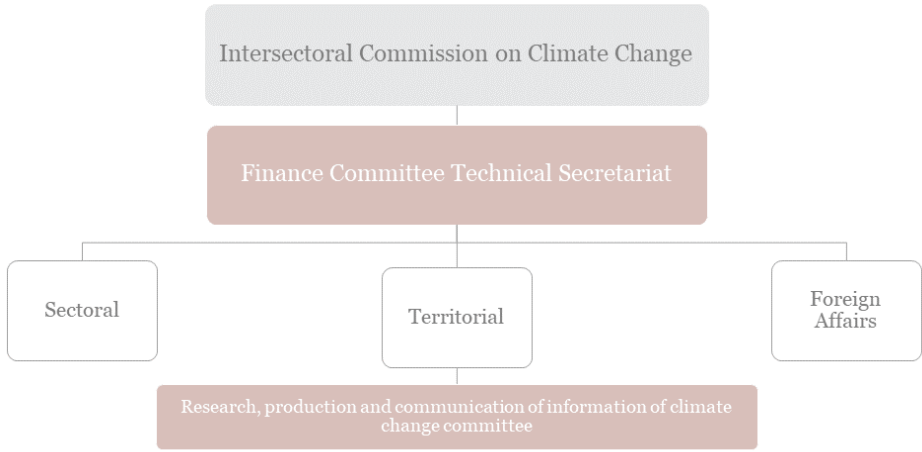 Intersectoral Commission on Climate Change
Finance Committee Technical Secretariat
Sectoral
Territorial
Foreign
Affairs
Research, production and communication of information of climate
change committee